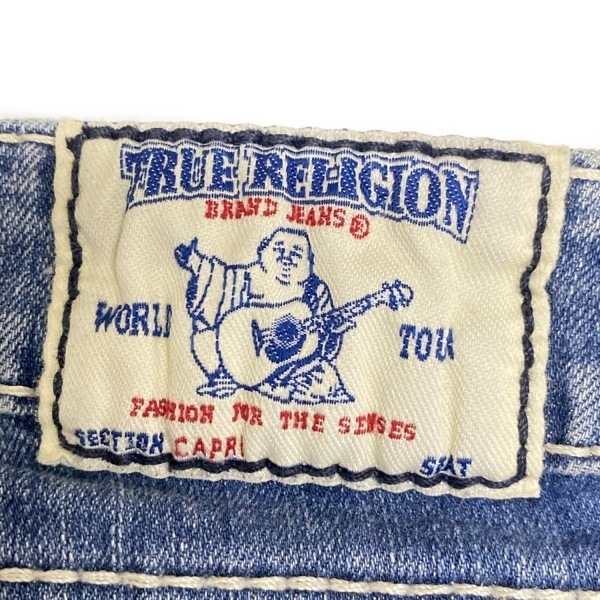 TRUE RELIGION
BRAND JEANS®
WORLD TOUR
FASHION FOR THE SENSES
SECTION CAPRI SEAT